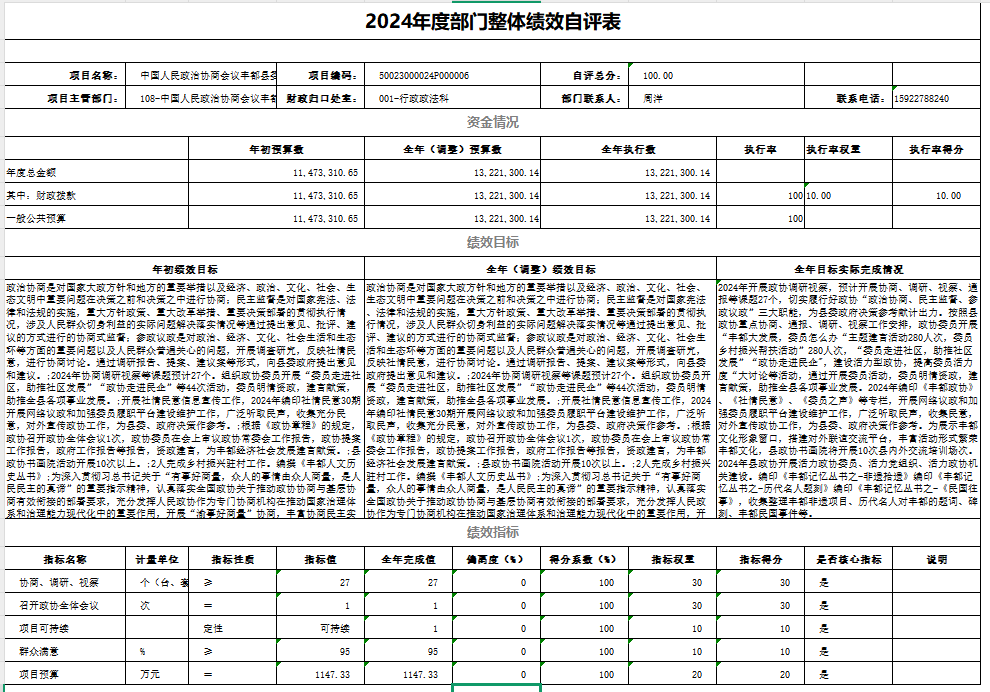 2024年度部门整体绩效自评表
项目名称: 中国人民政治协商会议丰都县委 项目编码: 50023000024P000006 自评总分: 100.00
项目主管部门: 108-中国人民政治协商会议丰都 财政归口处室: 001-行政政法科 部门联系人: 周洋 联系电话: 15922788240
资金情况
年初预算数 全年（调整）预算数 全年执行数 执行率 执行率权重 执行率得分
年度总金额 11,473,310.65 13,221,300.14 13,221,300.14
其中: 财政拨款 11,473,310.65 13,221,300.14 13,221,300.14 100 10.00 10.00
一般公共预算 11,473,310.65 13,221,300.14 13,221,300.14 100
绩效目标
年初绩效目标 全年（调整）绩效目标 全年目标实际完成情况
政治协商是对国家大政方针和地方的重要举措以及经济、政治、文化、社会、生
态文明中重要问题在决策之前和决策之中进行协商; 民主监督是对国家宪法、法
律和法规的实施，重大方针政策、重大改革举措、重要决策部署的贯彻执行情
况，涉及人民群众切身利益的实际问题解决落实情况等通过提出意见、批评、建
议的方式进行的协商式监督，参政议政是对政治、经济、文化、社会生活和生态
环等方面的重要问题以及人民群众普遍关心的问题，开展调查研究，反映社情民
意，进行协商讨论。通过调研报告、提案、建议案等形式，向县委政府提出意见
和建议。;2024年协商调研视察等课题预计27个。组织政协委员开展"委员走进社
区，助推社区发展" "政协走进民企"等44次活动，委员明情资政，建言献策，
助推全县各项事业发展。;开展社情民意信息宣传工作，2024年编印社情民意30期
开展网络议政和加强委员履职平台建设维护工作，广泛听取民声，收集充分民
意，对外宣传政协工作，为县委、政府决策作参考。;根据《政协章程》的规定，
政协召开政协全体会议1次，政协委员在会上审议政协常委会工作报告，政协提案
工作报告，政府工作报告等报告，资政建言，为丰都经济社会发展建言献策。;县
政协书画院活动开展10次以上。;2人完成乡村振兴驻村工作。编撰《丰都人文历
史丛书》;为深入贯彻习总书记关于"有事好商量，众人的事情由众人商量，是人
民民主的真谛"的重要指示精神，认真落实全国政协关于推动政协协商与基层协
商有效衔接的部署要求，充分发挥人民政协作为专门协商机构在推动国家治理体
系和治理能力现代化中的重要作用，开展"渝事好商量"协商，丰富协商民主实
政治协商是对国家大政方针和地方的重要举措以及经济、政治、文化、社会、
生态文明中重要问题在决策之前和决策之中进行协商; 民主监督是对国家宪法
、法律和法规的实施，重大方针政策、重大改革举措、重要决策部署的贯彻执
行情况，涉及人民群众切身利益的实际问题解决落实情况等通过提出意见、批
评、建议的方式进行的协商式监督，参政议政是对政治、经济、文化、社会生
活和生态环等方面的重要问题以及人民群众普遍关心的问题，开展调查研究，
反映社情民意，进行协商讨论。通过调研报告、提案、建议案等形式，向县委
政府提出意见和建议。;2024年协商调研视察等课题预计27个。组织政协委员开
展"委员走进社区，助推社区发展" "政协走进民企"等44次活动，委员明情
资政，建言献策，助推全县各项事业发展。;开展社情民意信息宣传工作，2024
年编印社情民意30期开展网络议政和加强委员履职平台建设维护工作，广泛听
取民声，收集充分民意，对外宣传政协工作，为县委、政府决策作参考。;根据
《政协章程》的规定，政协召开政协全体会议1次，政协委员在会上审议政协常
委会工作报告，政协提案工作报告，政府工作报告等报告，资政建言，为丰都
经济社会发展建言献策。;县政协书画院活动开展10次以上。;2人完成乡村振兴
驻村工作。编撰《丰都人文历史丛书》;为深入贯彻习总书记关于"有事好商
量，众人的事情由众人商量，是人民民主的真谛"的重要指示精神，认真落实
全国政协关于推动政协协商与基层协商有效衔接的部署要求，充分发挥人民政
协作为专门协商机构在推动国家治理体系和治理能力现代化中的重要作用，开
2024年开展政协调研视察，预计开展协商、调研、视察、通
报等课题27个，切实履行好政协"政治协商、民主监督、参
政议政"三大职能，为县委政府决策参考献计出力。按照县
政协重点协商、通报、调研、视察工作安排，政协委员开展
"丰都大发展，委员怎么办"主题建言活动280人次，委员
乡村振兴帮扶活动" 280人次，"委员走进社区，助推社区
发展" "政协走进民企"，建设活力型政协，提高委员活力
度"大讨论等活动，通过开展委员活动，委员明情资政，建
言献策，助推全县各项事业发展。2024年编印《丰都政协》
、《社情民意》、《委员之声》等专栏，开展网络议政和加
强委员履职平台建设维护工作，广泛听取民声，收集民意，
对外宣传政协工作，为县委、政府决策作参考。为展示丰都
文化形象窗口，搭建对外联谊交流平台，丰富活动形式繁荣
丰都文化，县政协书画院将开展10次县内外交流培训场次。
2024年县政协开展活力政协委员、活力党组织、活力政协机
关建设。编印《丰都记忆丛书之-非遗拾遗》编印《丰都记
忆丛书之-历代名人题刻》编印《丰都记忆丛书之-《民国往
事》，收集整理丰都非遗项目、历代名人对丰都的题词、碑
刻、丰都民国事件等。
绩效指标
指标名称 计量单位 指标性质 指标值 全年完成值 偏离度（%） 得分系数（%） 指标权重 指标得分 是否核心指标 说明
协商、调研、视察 个（台、套 ≥ 27 27 0 100 30 30 是
召开政协全体会议 次 ＝ 1 1 0 100 30 30 是
项目可持续 定性 可持续 1 0 100 10 10 是
群众满意 % ≥ 95 95 0 100 10 10 是
项目预算 万元 ＝ 1147.33 1147.33 0 100 20 20 是